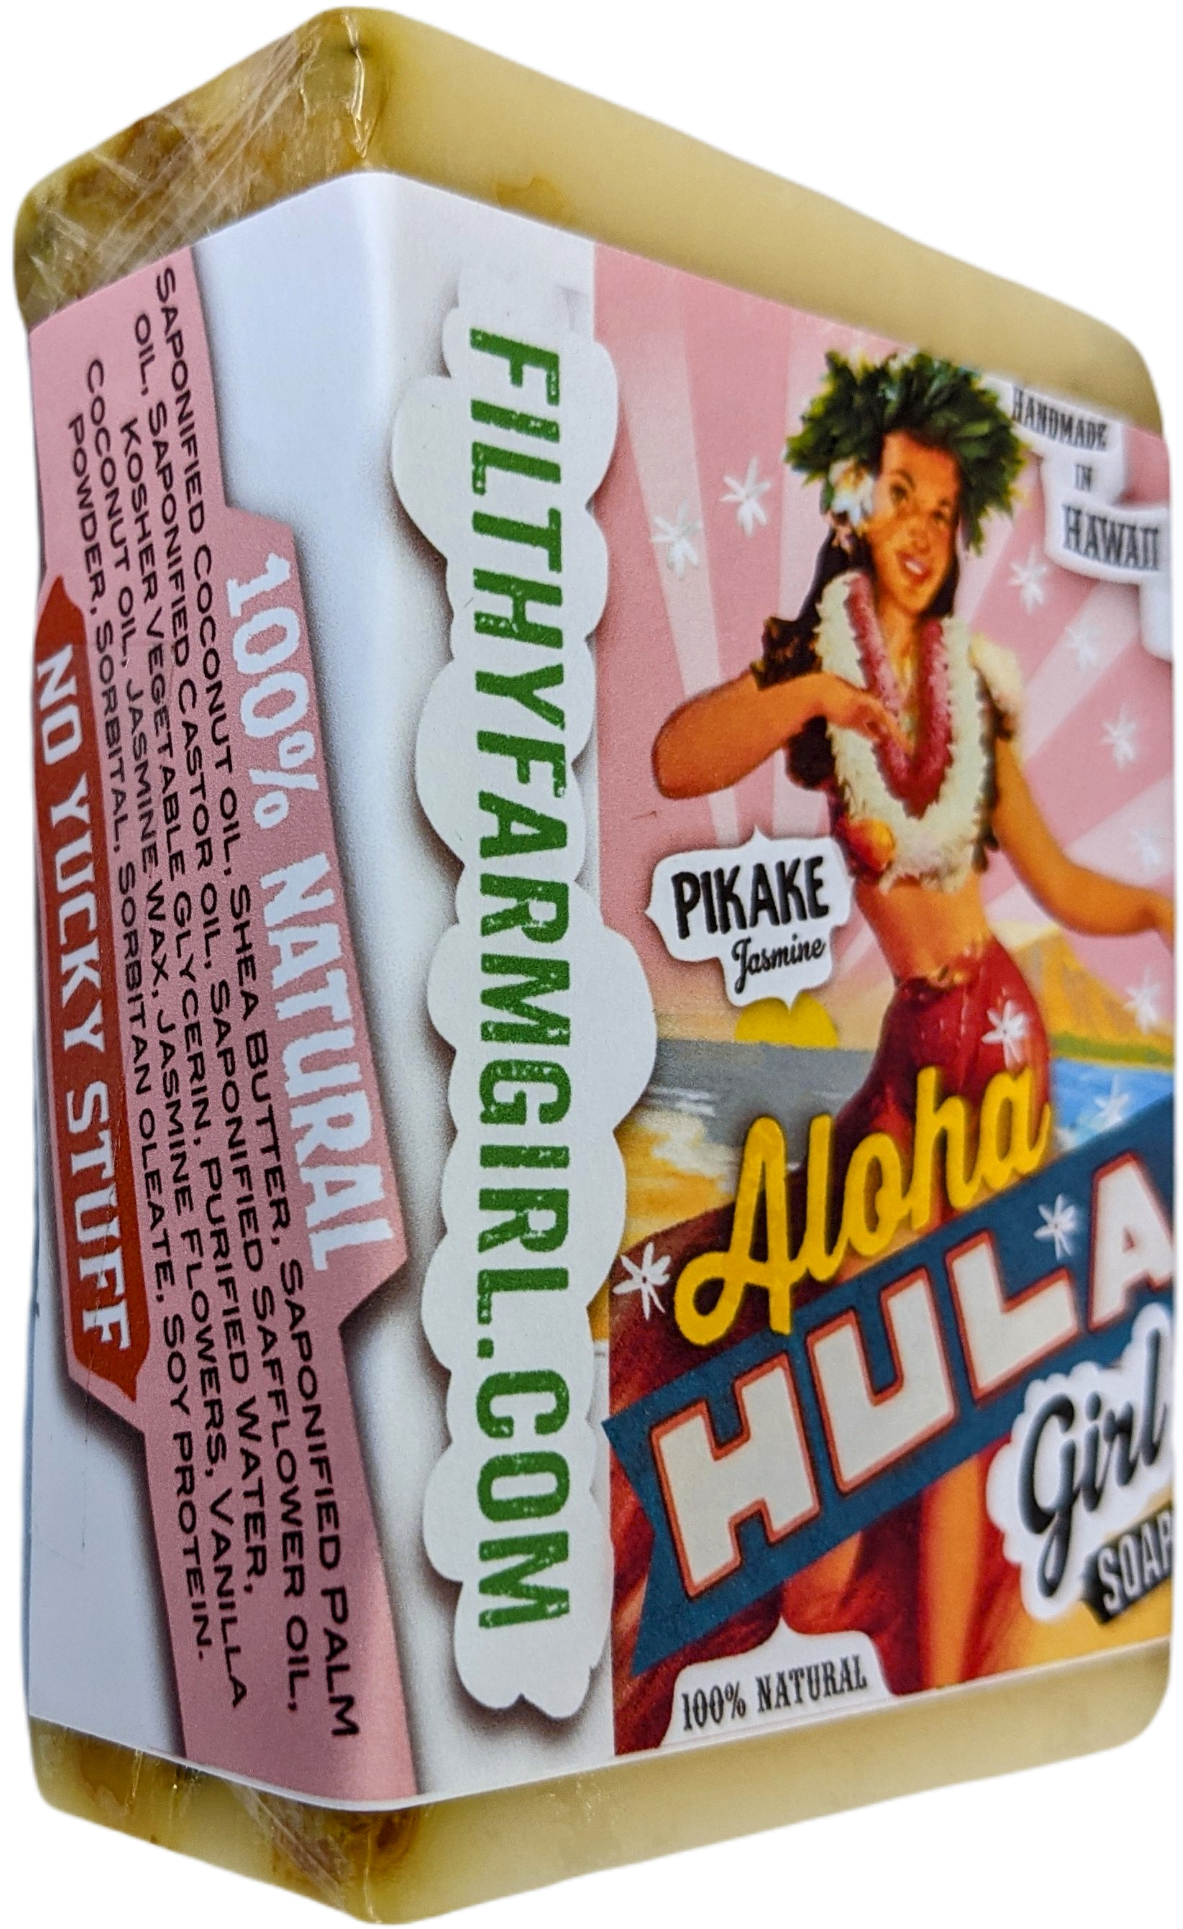 100% NATURAL
SAPONIFIED COCONUT OIL, SHEA BUTTER, SAPONIFIED PALM
OIL, SAPONIFIED CASTOR OIL, SAPONIFIED SAFFLOWER OIL,
KOSHER VEGETABLE GLYCERIN, PURIFIED WATER,
COCONUT OIL, JASMINE WAX, JASMINE FLOWERS, VANILLA
POWDER, SORBITAL, SORBITAN OLEATE, SOY PROTEIN.
NO YUCKY STUFF
FILTHYFARMGIRL.COM
HANDMADE
IN
HAWAII
PIKAKE
Jasmine
Aloha
HULA
Girl
SOAP
100% NATURAL